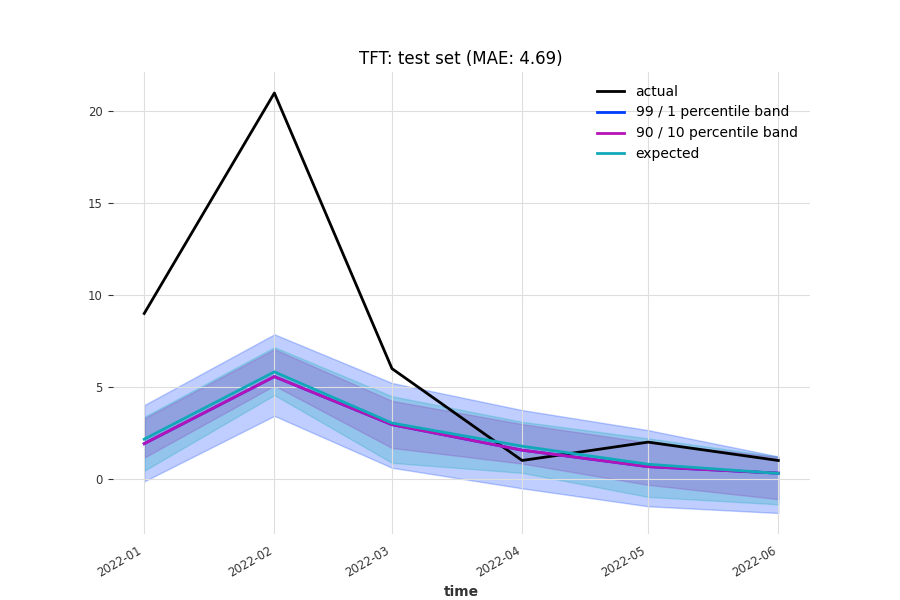 TFT: test set (MAE: 4.69)
actual
99 / 1 percentile band
90 / 10 percentile band
expected
20
15
10
5
0
2022-01
2022-02
2022-03
2022-04
2022-05
2022-06
time